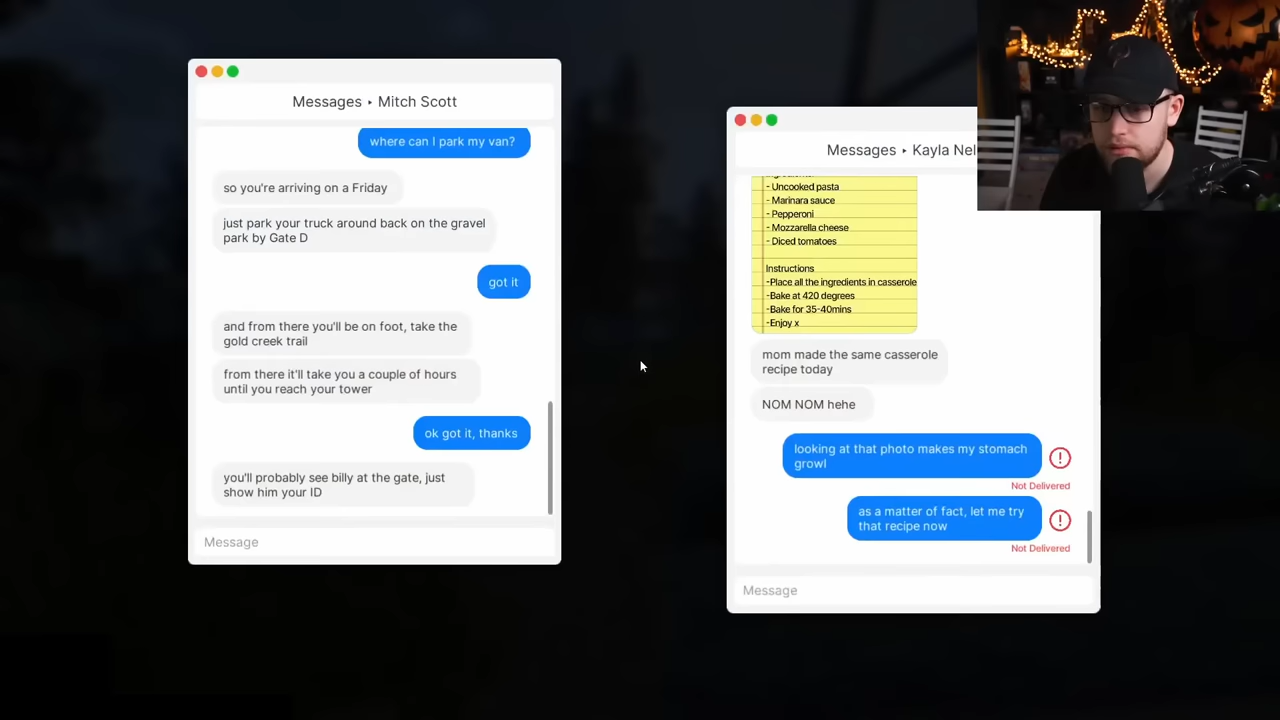 Messages ‣ Mitch Scott
where can I park my van?
so you're arriving on a Friday
just park your truck around back on the gravel
park by Gate D
got it
and from there you'll be on foot, take the
gold creek trail
from there it'll take you a couple of hours
until you reach your tower
ok got it, thanks
you'll probably see billy at the gate, just
show him your ID
Message
Messages ‣ Kayla Nel
- Uncooked pasta
- Marinara sauce
- Pepperoni
- Mozzarella cheese
- Diced tomatoes
Instructions
-Place all the ingredients in casserole
-Bake at 420 degrees
-Bake for 35-40mins
-Enjoy x
mom made the same casserole
recipe today
NOM NOM hehe
looking at that photo makes my stomach
growl
Not Delivered
as a matter of fact, let me try
that recipe now
Not Delivered
Message